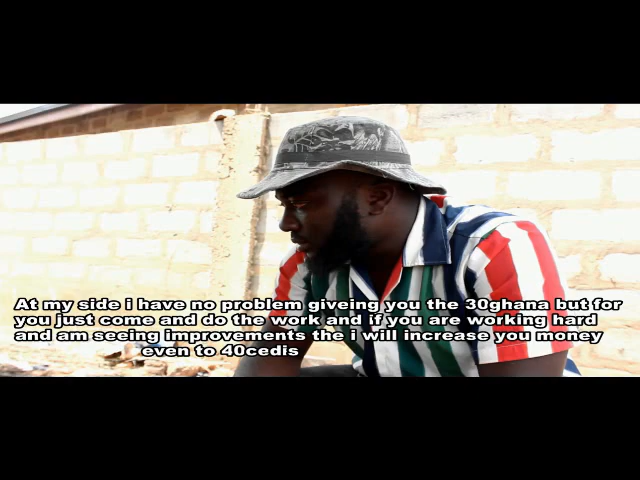 At my side i have no problem giveing you the 30ghana but for
you just come and do the work and if you are working hard
and am seeing improvements the i will increase you money
even to 40cedis